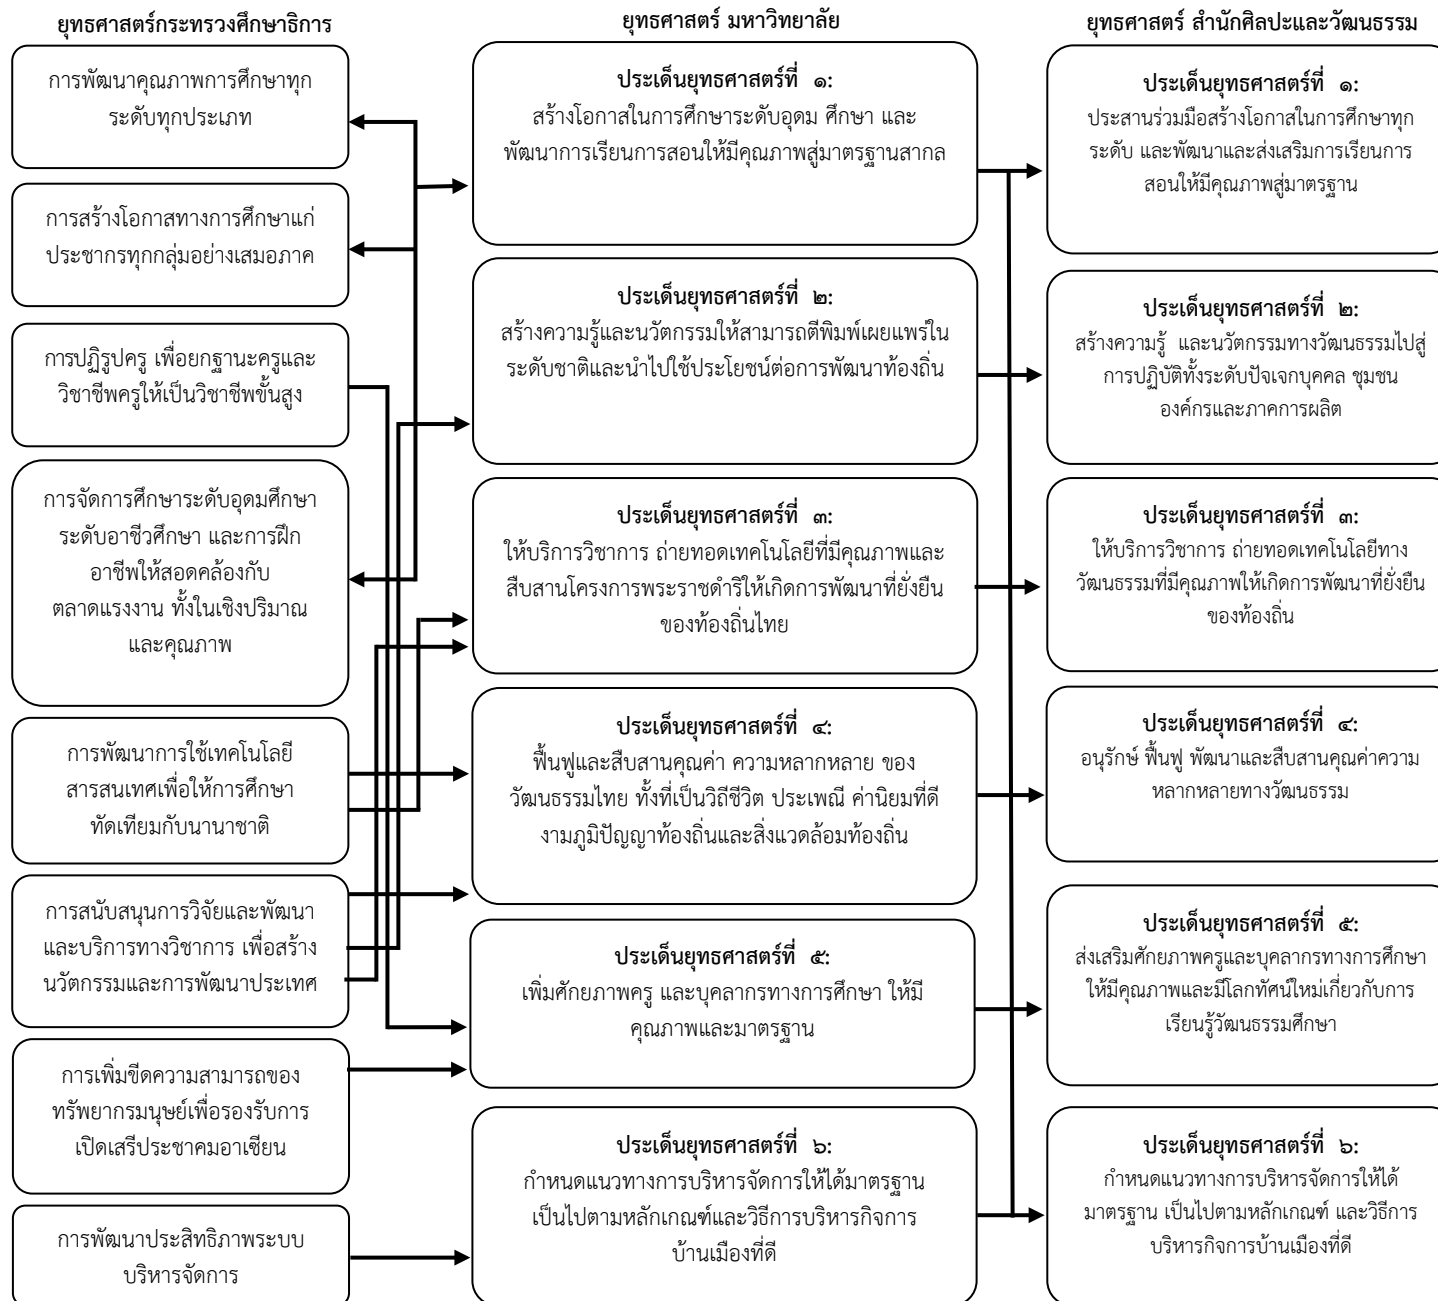 ยุทธศาสตร์กระทรวงศึกษาธิการ
การพัฒนาคุณภาพการศึกษาทุก
ระดับทุกประเภท
การสร้างโอกาสทางการศึกษาแก่
ประชากรทุกกลุ่มอย่างเสมอภาค
การปฏิรูปครู เพื่อยกฐานะครูและ
วิชาชีพครูให้เป็นวิชาชีพขั้นสูง
การจัดการศึกษาระดับอุดมศึกษา
ระดับอาชีวศึกษา และการฝึก
อาชีพให้สอดคล้องกับ
ตลาดแรงงาน ทั้งในเชิงปริมาณ
และคุณภาพ
การพัฒนาการใช้เทคโนโลยี
สารสนเทศเพื่อให้การศึกษา
ทัดเทียมกับนานาชาติ
การสนับสนุนการวิจัยและพัฒนา
และบริการทางวิชาการ เพื่อสร้าง
นวัตกรรมและการพัฒนาประเทศ
การเพิ่มขีดความสามารถของ
ทรัพยากรมนุษย์เพื่อรองรับการ
เปิดเสรีประชาคมอาเซียน
การพัฒนาประสิทธิภาพระบบ
บริหารจัดการ
ยุทธศาสตร์ มหาวิทยาลัย
ประเด็นยุทธศาสตร์ที่ ๑:
สร้างโอกาสในการศึกษาระดับอุดม ศึกษา และ
พัฒนาการเรียนการสอนให้มีคุณภาพสู่มาตรฐานสากล
ประเด็นยุทธศาสตร์ที่ ๒:
สร้างความรู้และนวัตกรรมให้สามารถตีพิมพ์เผยแพร่ใน
ระดับชาติและนำไปใช้ประโยชน์ต่อการพัฒนาท้องถิ่น
ประเด็นยุทธศาสตร์ที่ ๓:
ให้บริการวิชาการ ถ่ายทอดเทคโนโลยีที่มีคุณภาพและ
สืบสานโครงการพระราชดำริให้เกิดการพัฒนาที่ยั่งยืน
ของท้องถิ่นไทย
ประเด็นยุทธศาสตร์ที่ ๔:
ฟื้นฟูและสืบสานคุณค่า ความหลากหลาย ของ
วัฒนธรรมไทย ทั้งที่เป็นวิถีชีวิต ประเพณี ค่านิยมที่ดี
งามภูมิปัญญาท้องถิ่นและสิ่งแวดล้อมท้องถิ่น
ประเด็นยุทธศาสตร์ที่ ๕:
เพิ่มศักยภาพครู และบุคลากรทางการศึกษา ให้มี
คุณภาพและมาตรฐาน
ประเด็นยุทธศาสตร์ที่ ๖:
กำหนดแนวทางการบริหารจัดการให้ได้มาตรฐาน
เป็นไปตามหลักเกณฑ์และวิธีการบริหารกิจการ
บ้านเมืองที่ดี
ยุทธศาสตร์ สำนักศิลปะและวัฒนธรรม
ประเด็นยุทธศาสตร์ที่ ๑:
ประสานร่วมมือสร้างโอกาสในการศึกษาทุก
ระดับ และพัฒนาและส่งเสริมการเรียนการ
สอนให้มีคุณภาพสู่มาตรฐาน
ประเด็นยุทธศาสตร์ที่ ๒:
สร้างความรู้ และนวัตกรรมทางวัฒนธรรมไปสู่
การปฏิบัติทั้งระดับปัจเจกบุคคล ชุมชน
องค์กรและภาคการผลิต
ประเด็นยุทธศาสตร์ที่ ๓:
ให้บริการวิชาการ ถ่ายทอดเทคโนโลยีทาง
วัฒนธรรมที่มีคุณภาพให้เกิดการพัฒนาที่ยั่งยืน
ของท้องถิ่น
ประเด็นยุทธศาสตร์ที่ ๔:
อนุรักษ์ ฟื้นฟู พัฒนาและสืบสานคุณค่าความ
หลากหลายทางวัฒนธรรม
ประเด็นยุทธศาสตร์ที่ ๕:
ส่งเสริมศักยภาพครูและบุคลากรทางการศึกษา
ให้มีคุณภาพและมีโลกทัศน์ใหม่เกี่ยวกับการ
เรียนรู้วัฒนธรรมศึกษา
ประเด็นยุทธศาสตร์ที่ ๖:
กำหนดแนวทางการบริหารจัดการให้ได้
มาตรฐาน เป็นไปตามหลักเกณฑ์ และวิธีการ
บริหารกิจการบ้านเมืองที่ดี